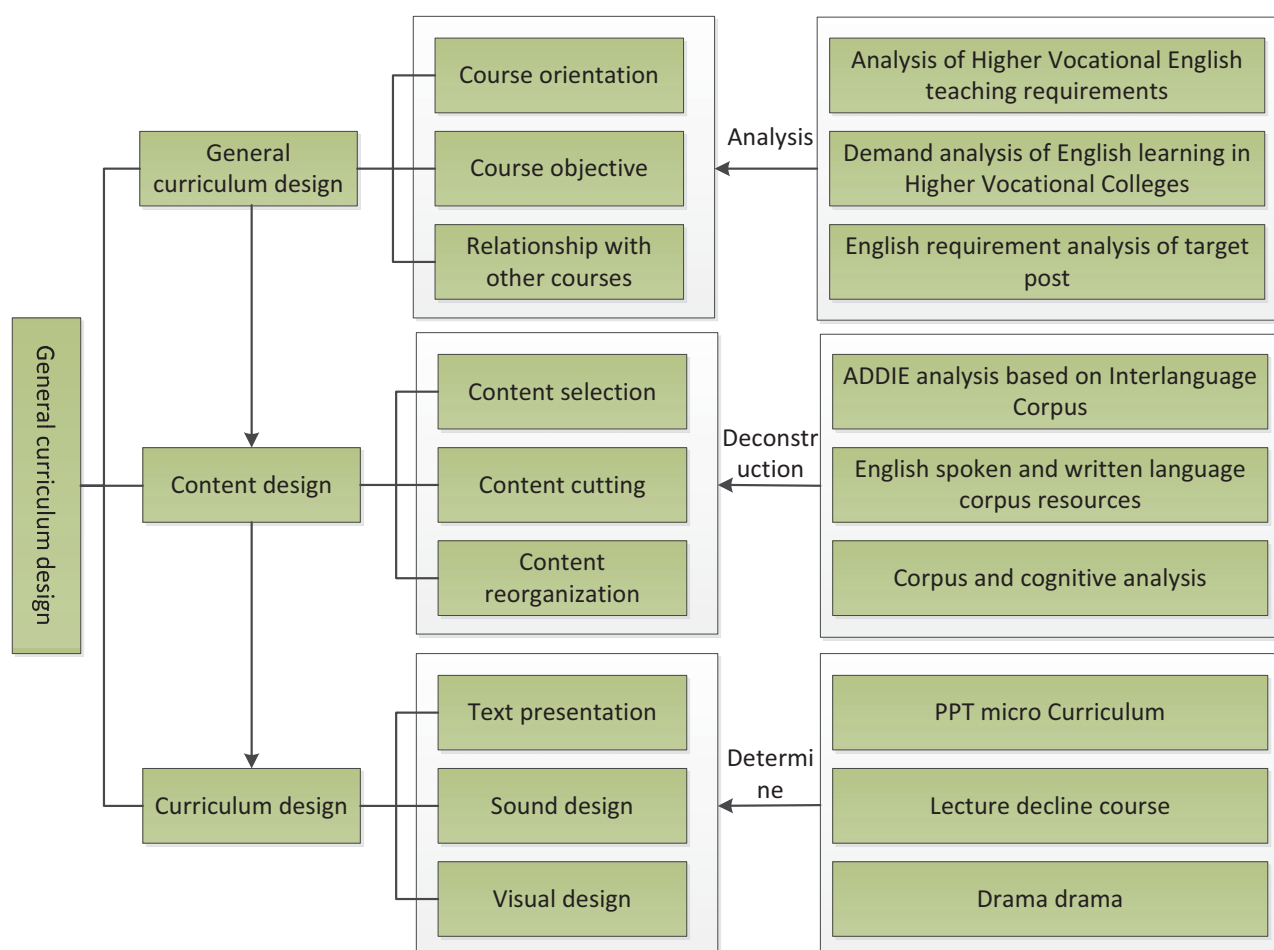 General curriculum design
General
curriculum design
Course orientation
Course objective
Relationship with
other courses
Analysis
Analysis of Higher Vocational English
teaching requirements
Demand analysis of English learning in
Higher Vocational Colleges
English requirement analysis of target
post
Content design
Content selection
Content cutting
Content
reorganization
Deconstr
uction
ADDIE analysis based on Interlanguage
Corpus
English spoken and written language
corpus resources
Corpus and cognitive analysis
Curriculum design
Text presentation
Sound design
Visual design
Determi
ne
PPT micro Curriculum
Lecture decline course
Drama drama